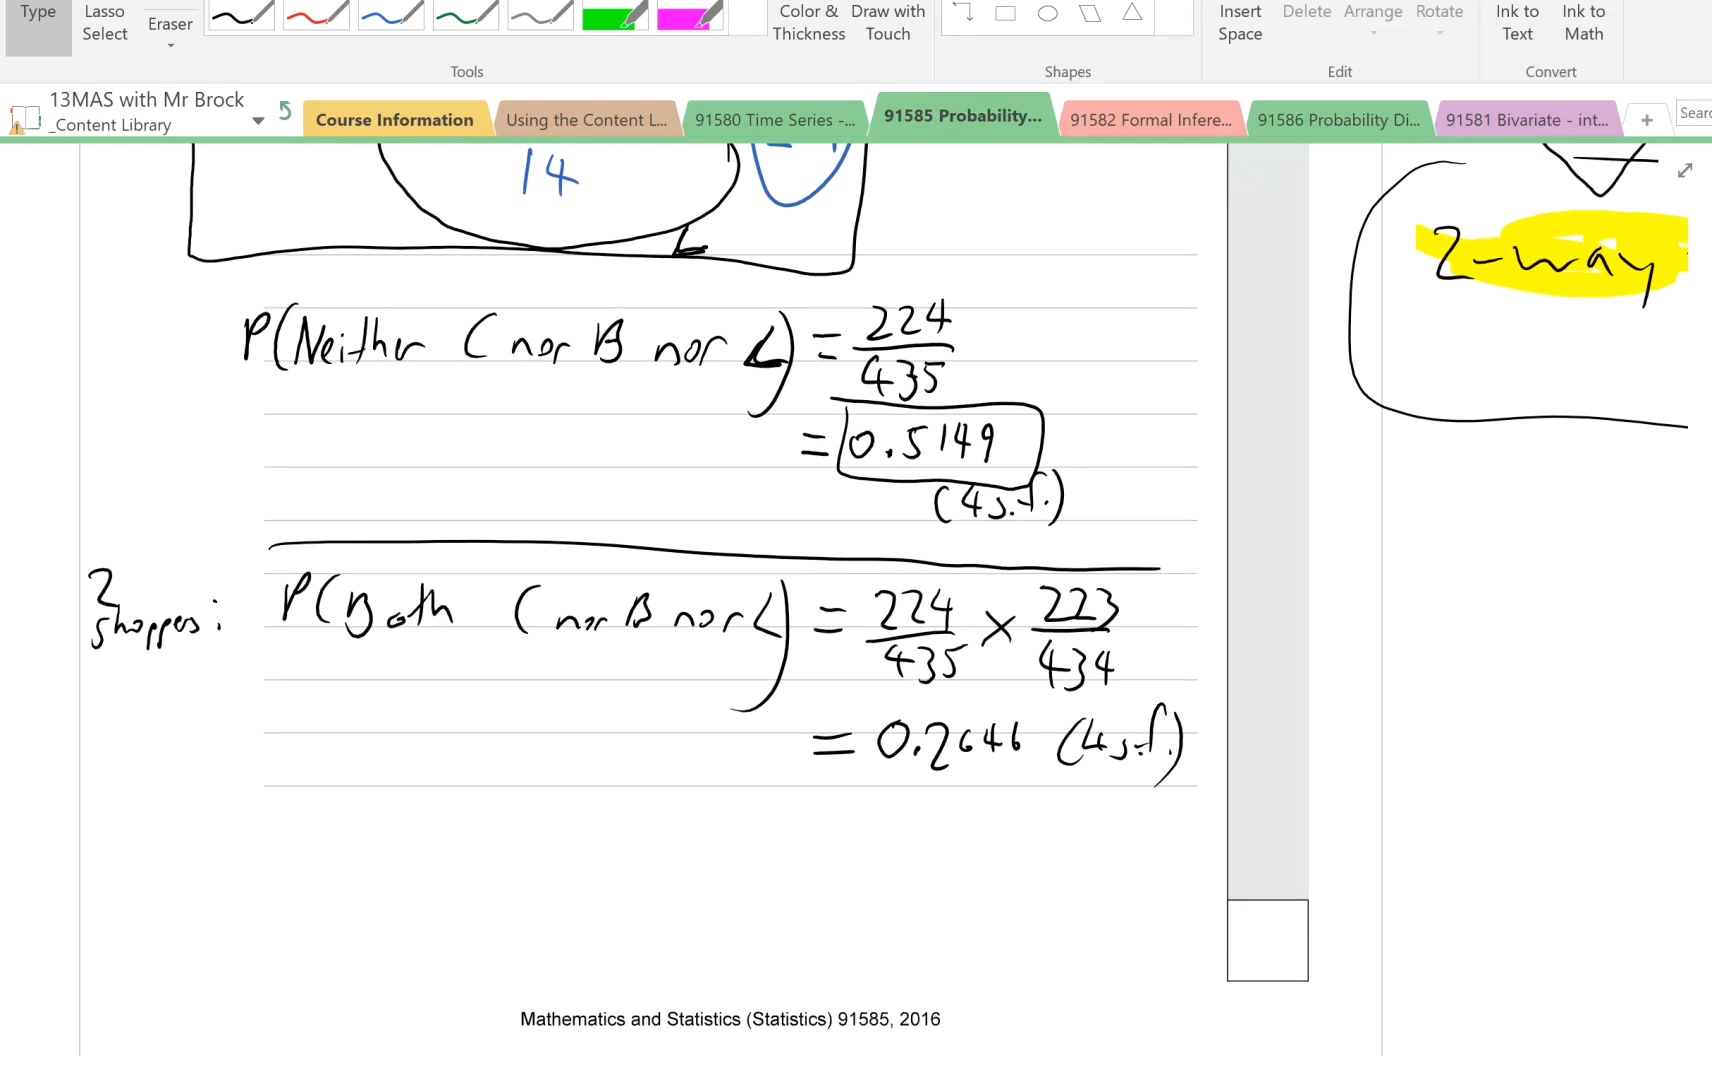 Type
Lasso
Select
Eraser
Color &
Thickness
Draw with
Touch
Insert
Space
Delete
Arrange
Rotate
Ink to
Text
Ink to
Math
Tools
Shapes
Edit
Convert
13MAS with Mr Brock
_Content Library
Course Information
Using the Content L...
91580 Time Series -...
91585 Probability...
91582 Formal Infere...
91586 Probability Di...
91581 Bivariate - int...
+
14
2-way
P(Neither C nor B nor L) = 224/435
= 0.5149
(4 s.f.)
2 shoppers:
P(Both C nor B nor L) = 224/435 × 223/434
= 0.2646 (4 s.f.)
Mathematics and Statistics (Statistics) 91585, 2016